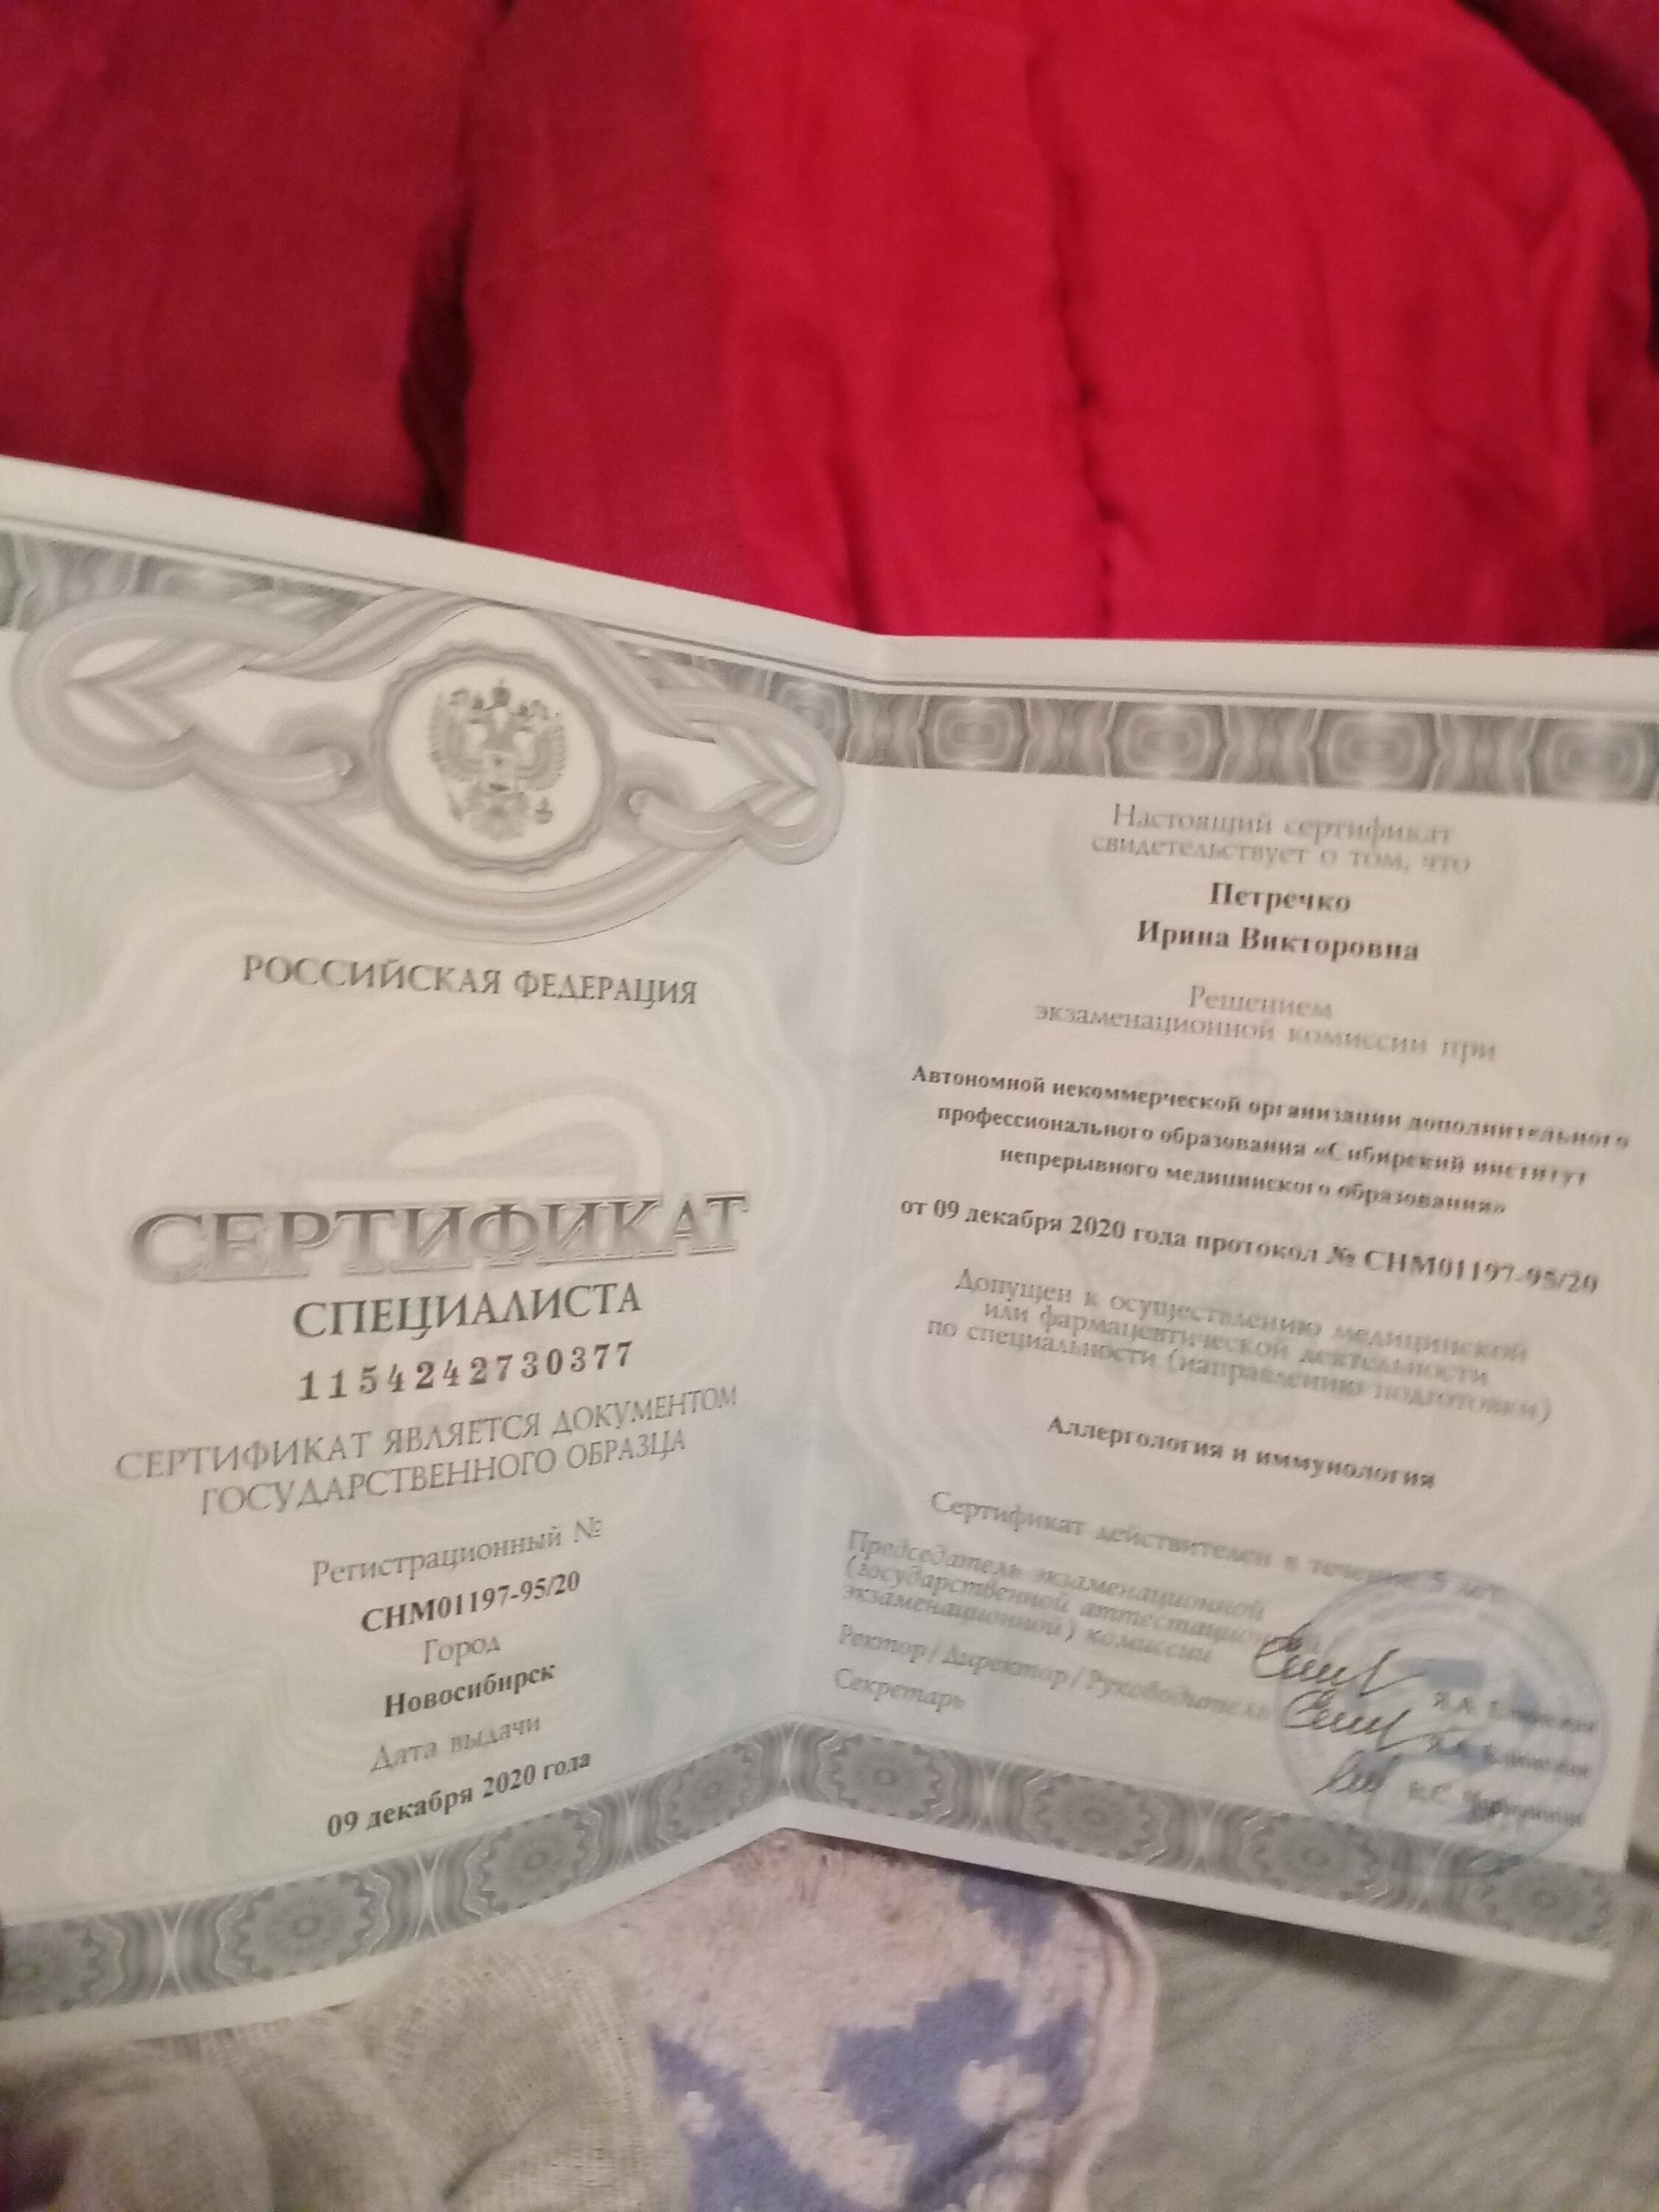 РОССИЙСКАЯ ФЕДЕРАЦИЯ
СЕРТИФИКАТ
СПЕЦИАЛИСТА
1154242730377
СЕРТИФИКАТ ЯВЛЯЕТСЯ ДОКУМЕНТОМ
ГОСУДАРСТВЕННОГО ОБРАЗЦА
Регистрационный №
СНМ01197-95/20
Город
Новосибирск
Дата выдачи
09 декабря 2020 года
Настоящий сертификат
свидетельствует о том, что
Петречко
Ирина Викторовна
Решением
экзаменационной комиссии при
Автономной некоммерческой организации дополнительного
профессионального образования «Сибирский институт
непрерывного медицинского образования»
от 09 декабря 2020 года протокол № СНМ01197-95/20
Допущен к осуществлению медицинской
или фармацевтической деятельности
по специальности (направлению подготовки)
Аллергология и иммунология
Сертификат действителен в течение 5 лет.
Председатель экзаменационной
(государственной аттестационной/
экзаменационной) комиссии
Я.А.
Ректор/Директор/Руководитель
Я.А.
Секретарь